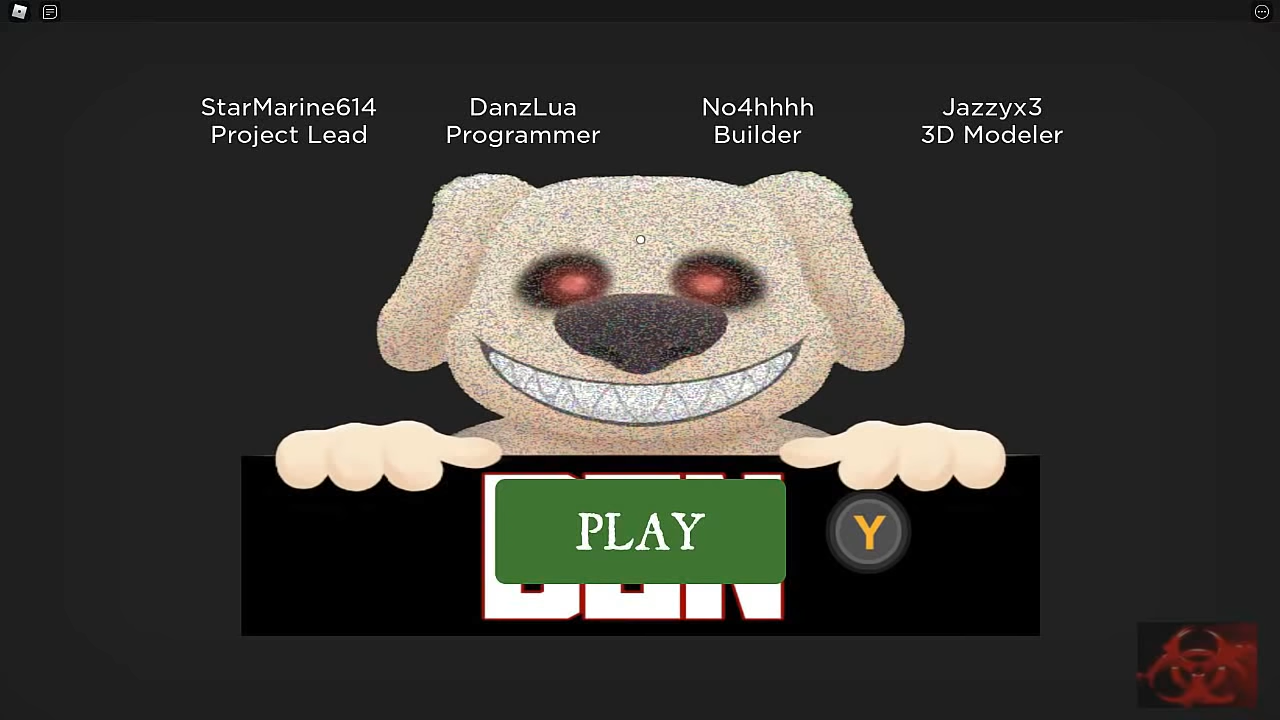 StarMarine614
Project Lead
DanzLua
Programmer
No4hhhh
Builder
Jazzyx3
3D Modeler
PLAY
Y